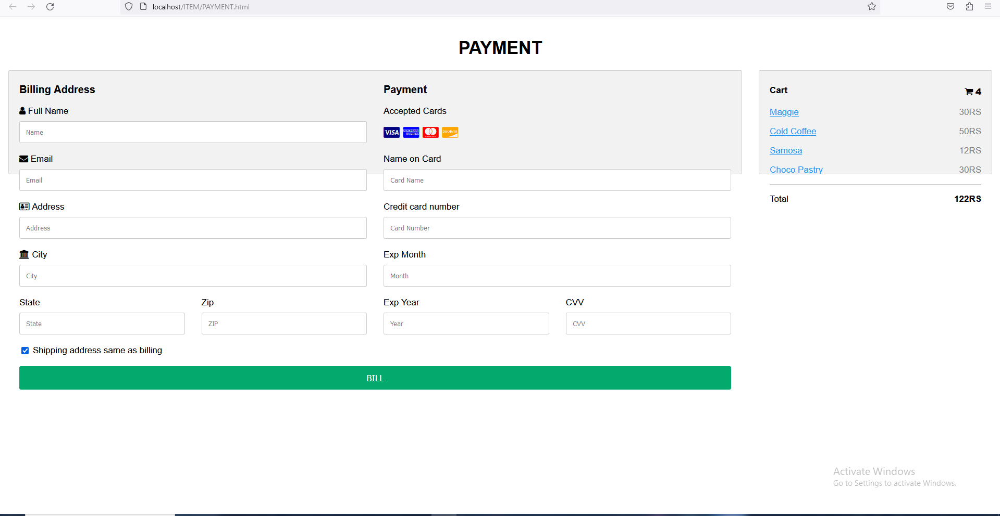 localhost/ITEM/PAYMENT.html
PAYMENT
Billing Address
Full Name
Name
Email
Email
Address
Address
City
City
State
Zip
State
ZIP
Shipping address same as billing
Payment
Accepted Cards
VISA
AMERICAN EXPRESS
DISCOVER
Name on Card
Card Name
Credit card number
Card Number
Exp Month
Month
Exp Year
CVV
Year
CVV
BILL
Cart 4
Maggie 30RS
Cold Coffee 50RS
Samosa 12RS
Choco Pastry 30RS
Total 122RS
Activate Windows
Go to Settings to activate Windows.